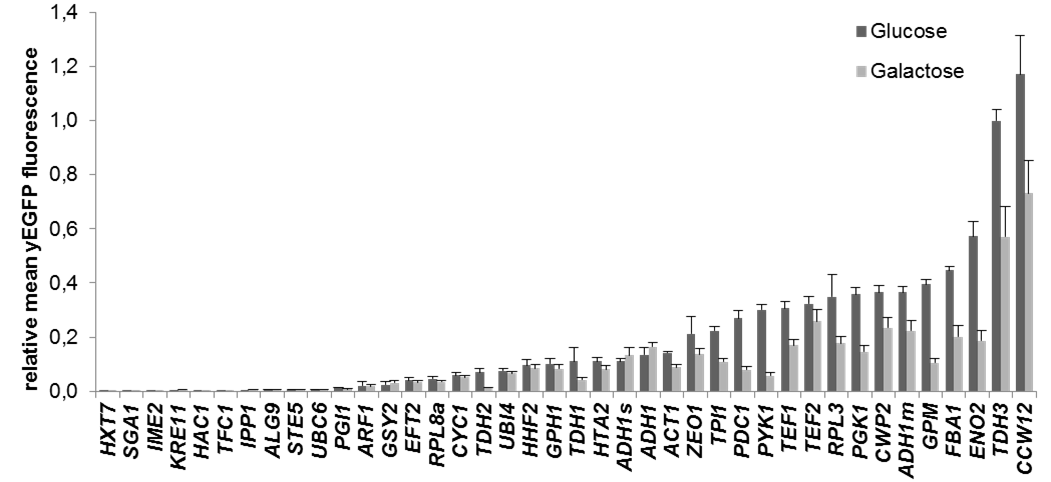 relative mean yEGFP fluorescence
1,4
1,2
1,0
0,8
0,6
0,4
0,2
0,0
Glucose
Galactose
HXT7
SGA1
IME2
KRE11
HAC1
TFC1
IPP1
ALG9
STE5
UBC6
PGI1
ARF1
GSY2
EFT2
RPL8a
CYC1
TDH2
UBI4
HHF2
GPH1
TDH1
HTA2
ADH1s
ADH1
ACT1
ZEO1
TPI1
PDC1
PYK1
TEF1
TEF2
RPL3
PGK1
CWP2
ADH1m
GPM
FBA1
ENO2
TDH3
CCW12